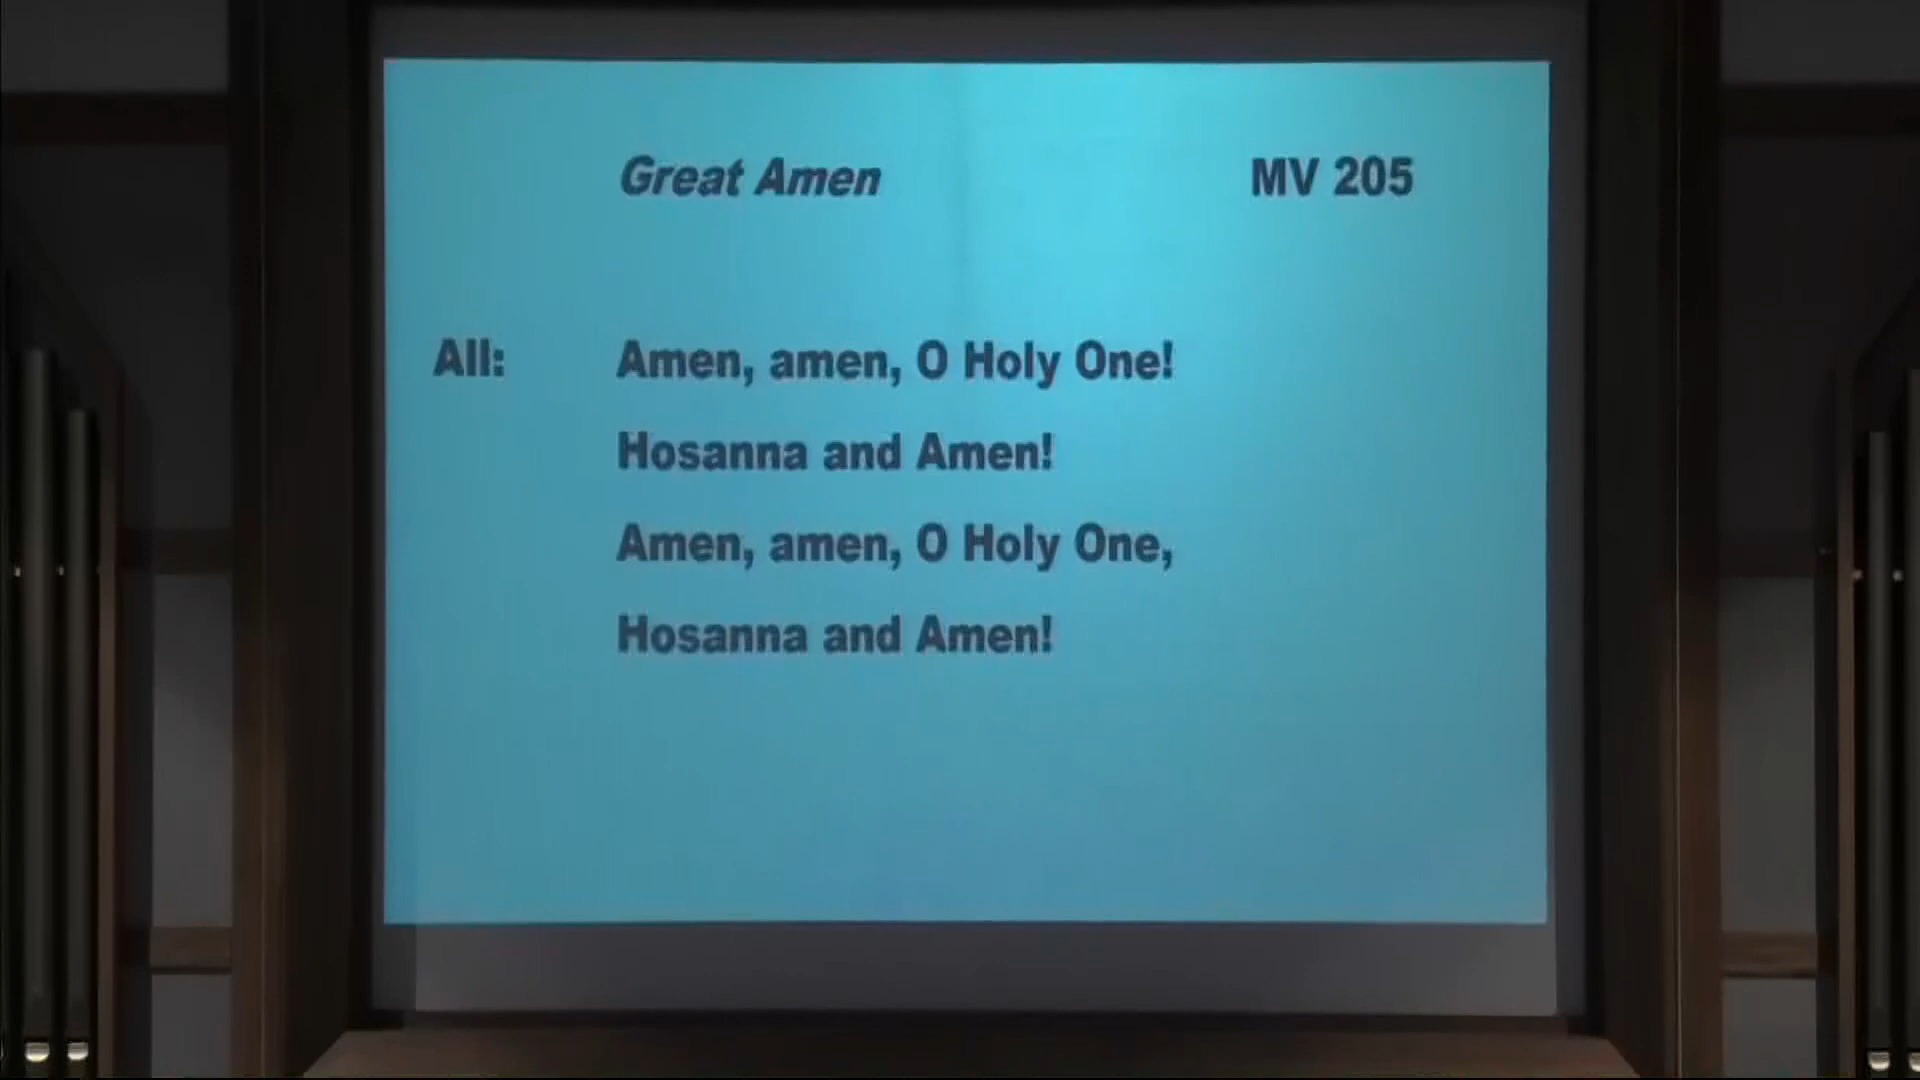 Great Amen MV 205
All: Amen, amen, O Holy One!
Hosanna and Amen!
Amen, amen, O Holy One,
Hosanna and Amen!